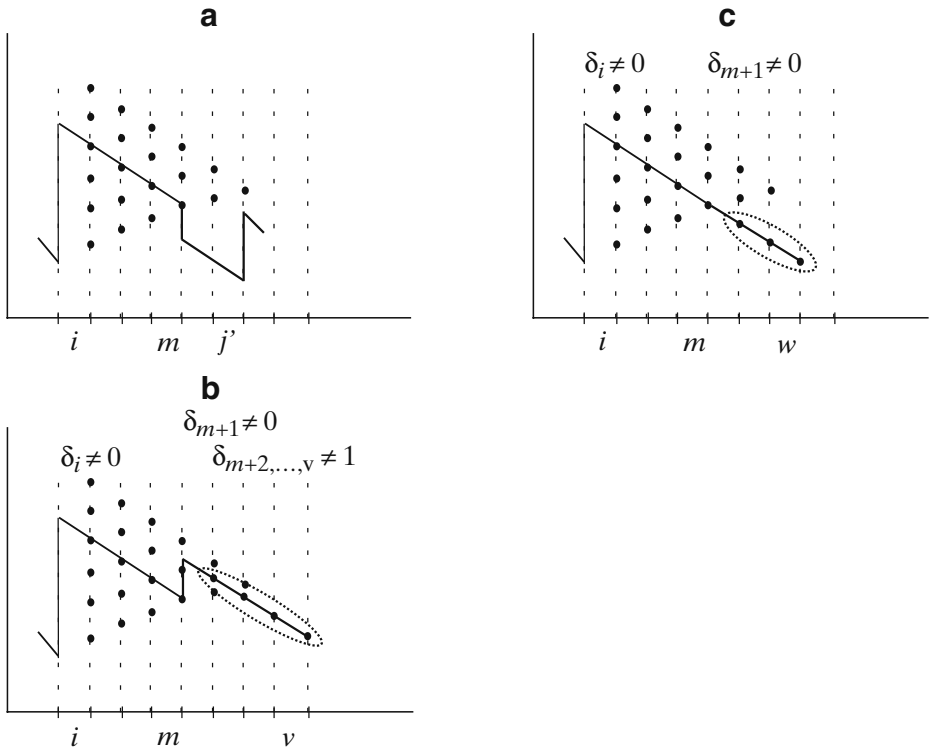 a
i m j’
c
δi ≠ 0 δm+1 ≠ 0
i m w
b
δm+1 ≠ 0
δi ≠ 0 δm+2,…,v ≠ 1
i m v